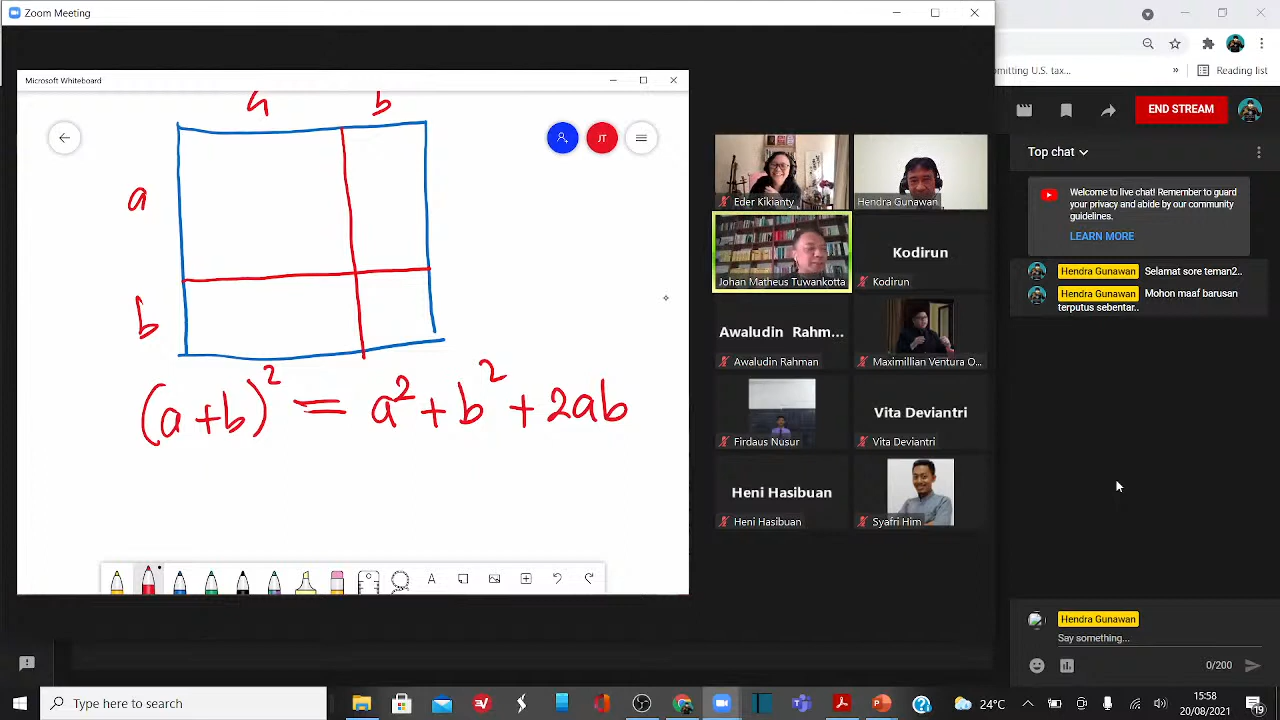 Zoom Meeting
Microsoft Whiteboard
a b
JT
a
b
(a+b)² = a² + b² + 2ab
A
Eder Kikianty
Hendra Gunawan
Johan Matheus Tuwankotta
Kodirun
Kodirun
Awaludin Rahm...
Awaludin Rahman
Maximillian Ventura O...
Firdaus Nusur
Vita Deviantri
Vita Deviantri
Heni Hasibuan
Heni Hasibuan
Syafri Him
mitting U.S. tax...
»
Reading list
END STREAM
Top chat
Welcome to live chat! Remember to guard
your privacy and abide by our community
guidelines.
LEARN MORE
Hendra Gunawan Selamat sore teman2..
Hendra Gunawan Mohon maaf barusan
terputus sebentar..
Hendra Gunawan
Say something...
0/200
Type here to search
24°C
15:58
20/08/2021
19